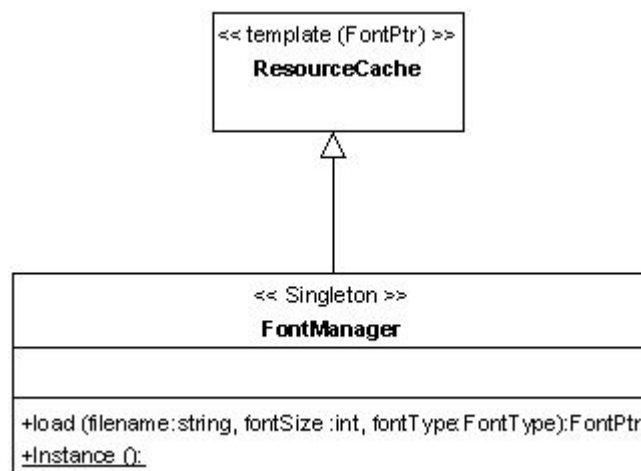 << template (FontPtr) >>
ResourceCache
<< Singleton >>
FontManager
+load (filename:string, fontSize :int, fontType:FontType):FontPtr
+Instance ():